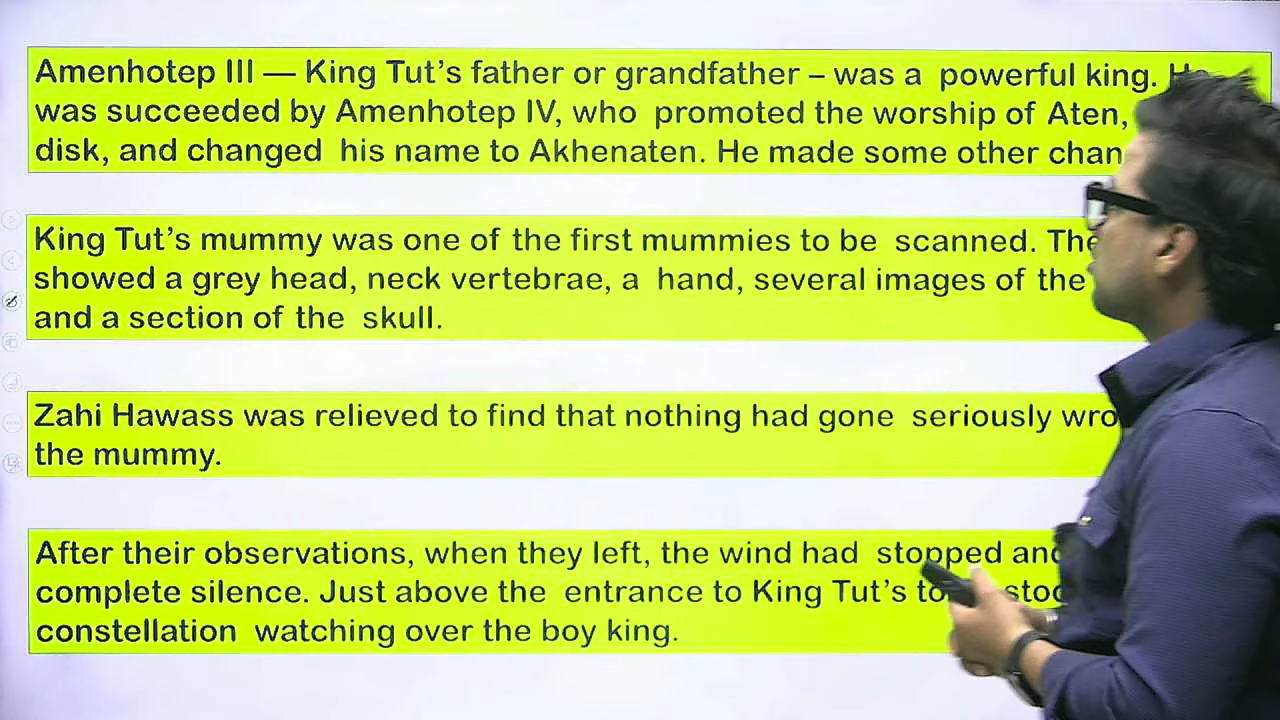 Amenhotep III — King Tut's father or grandfather – was a powerful king. He
was succeeded by Amenhotep IV, who promoted the worship of Aten,
disk, and changed his name to Akhenaten. He made some other
King Tut's mummy was one of the first mummies to be scanned.
showed a grey head, neck vertebrae, a hand, several images of the
and a section of the skull.
Zahi Hawass was relieved to find that nothing had gone seriously
the mummy.
After their observations, when they left, the wind had stopped
complete silence. Just above the entrance to King Tut's
constellation watching over the boy king.